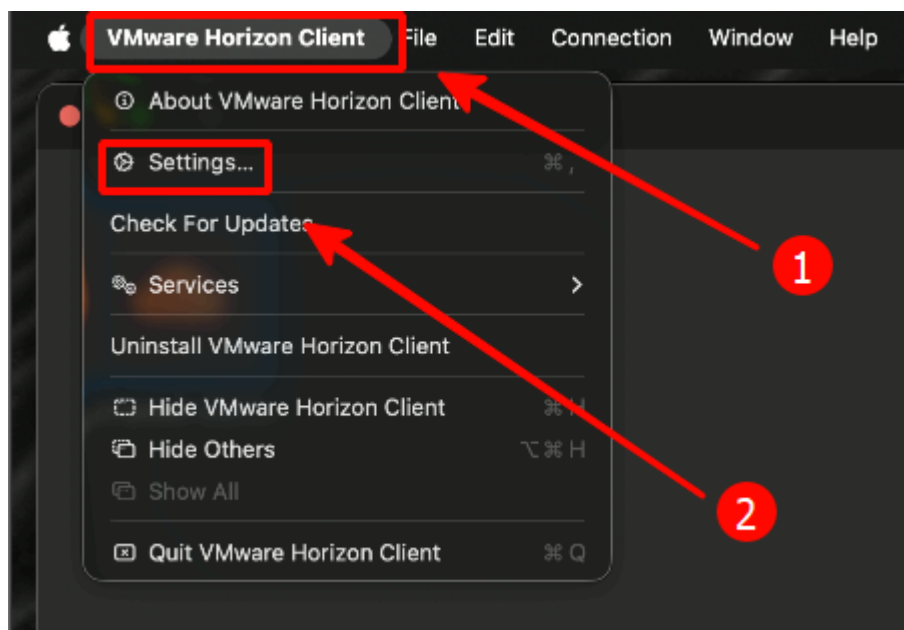 VMware Horizon Client File Edit Connection Window Help
About VMware Horizon Client
Settings... ⌘ ,
Check For Updates
Services >
1
Uninstall VMware Horizon Client
Hide VMware Horizon Client ⌘ H
Hide Others ⌥ ⌘ H
Show All
2
Quit VMware Horizon Client ⌘ Q